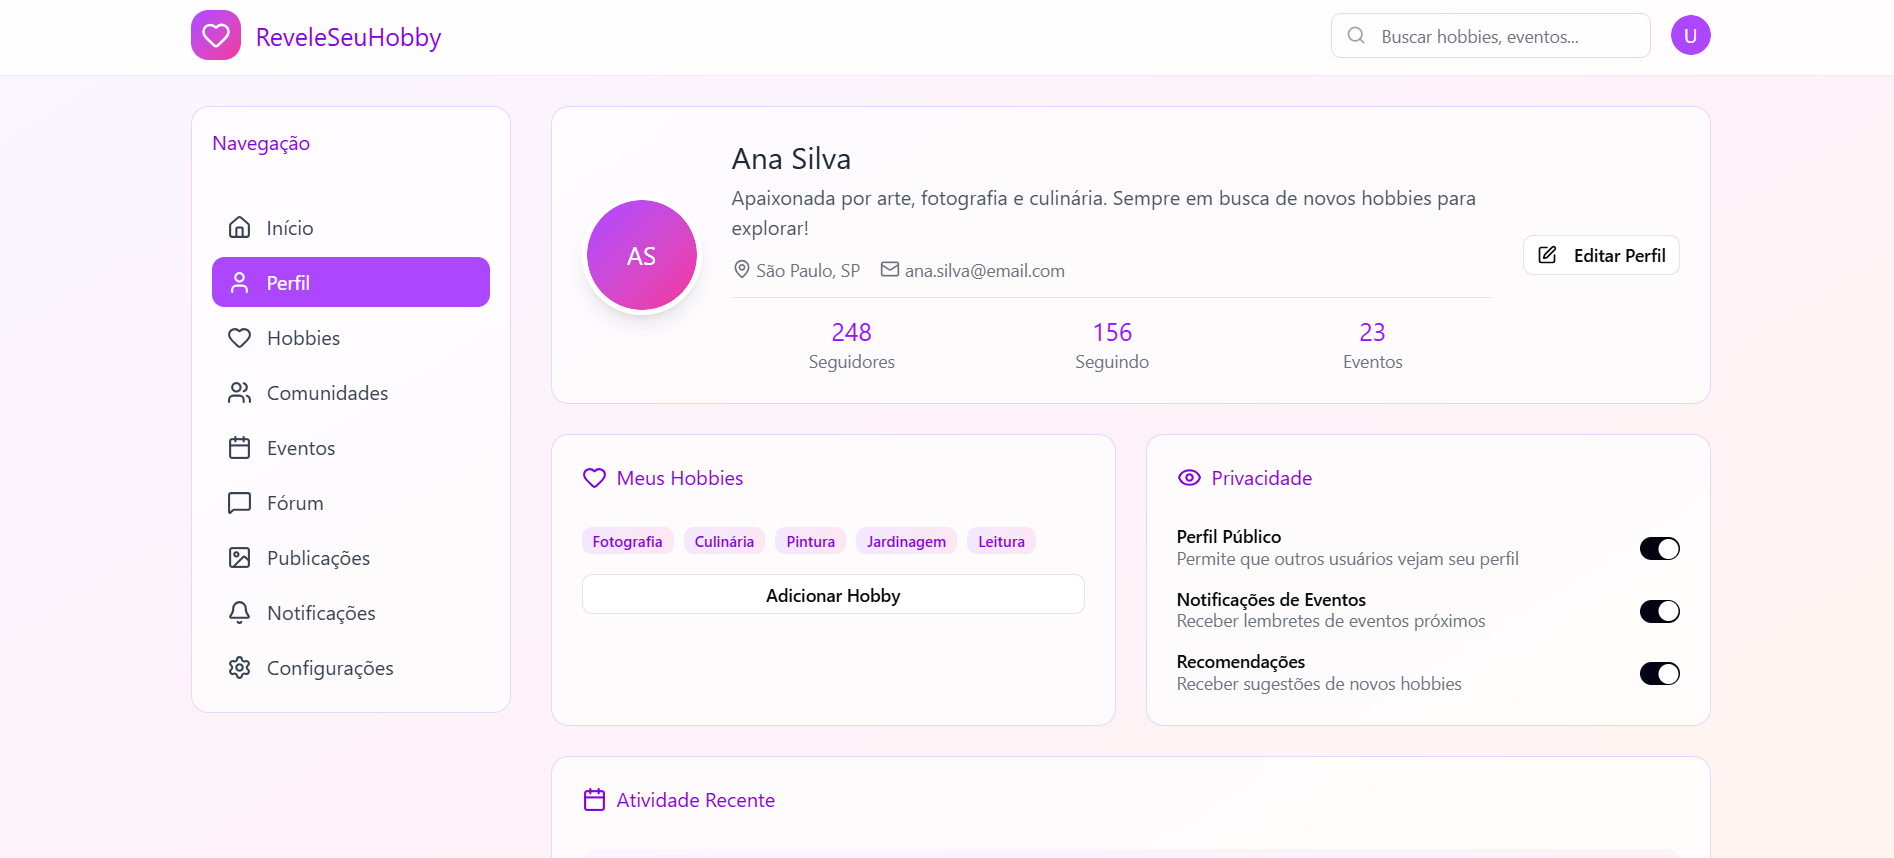 ReveleSeuHobby
Buscar hobbies, eventos...
U
Navegação
Início
Perfil
Hobbies
Comunidades
Eventos
Fórum
Publicações
Notificações
Configurações
AS
Ana Silva
Apaixonada por arte, fotografia e culinária. Sempre em busca de novos hobbies para
explorar!
São Paulo, SP ana.silva@email.com
248 156 23
Seguidores Seguindo Eventos
Editar Perfil
Meus Hobbies
Fotografia Culinária Pintura Jardinagem Leitura
Adicionar Hobby
Privacidade
Perfil Público
Permite que outros usuários vejam seu perfil
Notificações de Eventos
Receber lembretes de eventos próximos
Recomendações
Receber sugestões de novos hobbies
Atividade Recente